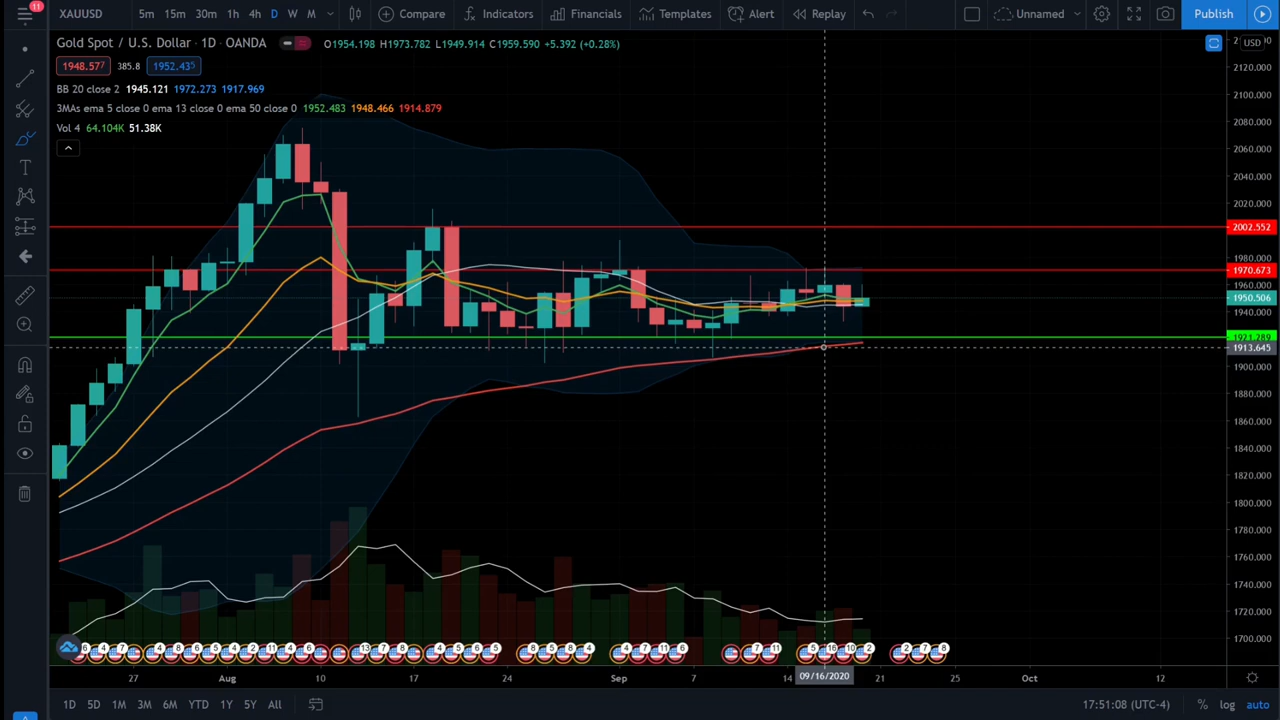 11
XAUUSD 5m 15m 30m 1h 4h D W M Compare Indicators Financials Templates Alert Replay Unnamed Publish
Gold Spot / U.S. Dollar · 1D · OANDA O1954.198 H1973.782 L1949.914 C1959.590 +5.392 (+0.28%)
USD
1948.577 385.8 1952.435
BB 20 close 2 1945.121 1972.273 1917.969
3MAs ema 5 close 0 ema 13 close 0 ema 50 close 0 1952.483 1948.466 1914.879
Vol 4 64.104K 51.38K
2120.000
2100.000
2080.000
2060.000
2040.000
2020.000
2002.552
1980.000
1970.673
1960.000
1950.506
1940.000
1921.289
1913.645
1900.000
1880.000
1860.000
1840.000
1820.000
1800.000
1780.000
1760.000
1740.000
1720.000
1700.000
27 Aug 10 17 24 Sep 7 14 09/16/2020 21 25 Oct 12
1D 5D 1M 3M 6M YTD 1Y 5Y All 17:51:08 (UTC-4) % log auto